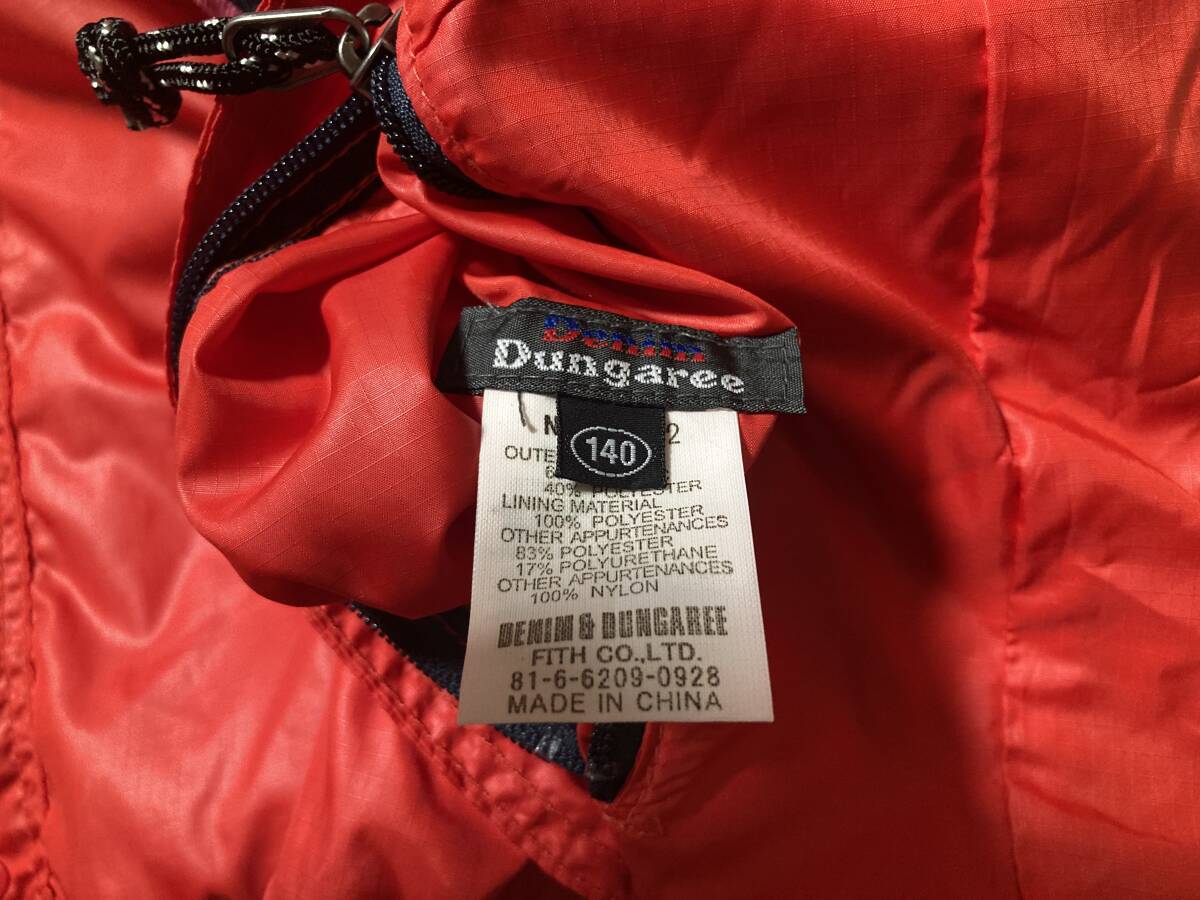 Denim
Dungaree
140
40% POLYESTER
LINING MATERIAL
100% POLYESTER
OTHER APPURTENANCES
83% POLYESTER
17% POLYURETHANE
OTHER APPURTENANCES
100% NYLON
DENIM & DUNGAREE
FITH CO.,LTD.
81-6-6209-0928
MADE IN CHINA